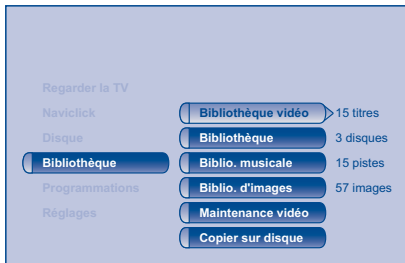 Regarder la TV
Naviclick
Bibliothèque vidéo 15 titres
Disque
Bibliothèque 3 disques
Bibliothèque
Biblio. musicale 15 pistes
Programmations
Biblio. d'images 57 images
Réglages
Maintenance vidéo
Copier sur disque